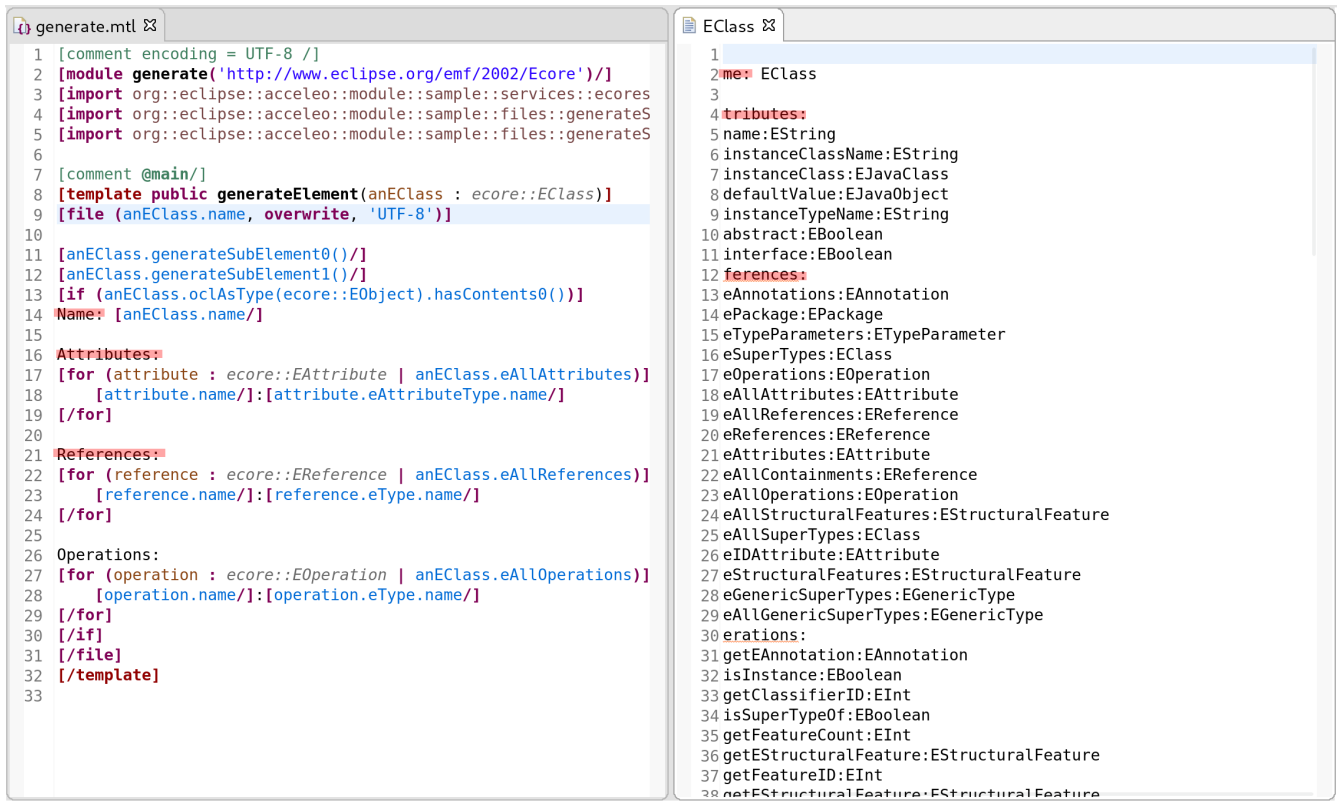 generate.mtl
1 [comment encoding = UTF-8 /]
2 [module generate('http://www.eclipse.org/emf/2002/Ecore')/]
3 [import org::eclipse::acceleo::module::sample::services::ecores
4 [import org::eclipse::acceleo::module::sample::files::generateS
5 [import org::eclipse::acceleo::module::sample::files::generateS
6
7 [comment @main/]
8 [template public generateElement(anEClass : ecore::EClass)]
9 [file (anEClass.name, overwrite, 'UTF-8')]
10
11 [anEClass.generateSubElement0()/]
12 [anEClass.generateSubElement1()/]
13 [if (anEClass.oclAsType(ecore::EObject).hasContents0())]
14 Name: [anEClass.name/]
15
16 Attributes:
17 [for (attribute : ecore::EAttribute | anEClass.eAllAttributes)]
18     [attribute.name/]:[attribute.eAttributeType.name/]
19 [/for]
20
21 References:
22 [for (reference : ecore::EReference | anEClass.eAllReferences)]
23     [reference.name/]:[reference.eType.name/]
24 [/for]
25
26 Operations:
27 [for (operation : ecore::EOperation | anEClass.eAllOperations)]
28     [operation.name/]:[operation.eType.name/]
29 [/for]
30 [/if]
31 [/file]
32 [/template]
33
EClass
1
2 me: EClass
3
4 tributes:
5 name:EString
6 instanceClassName:EString
7 instanceClass:EJavaClass
8 defaultValue:EJavaObject
9 instanceTypeName:EString
10 abstract:EBoolean
11 interface:EBoolean
12 ferences:
13 eAnnotations:EAnnotation
14 ePackage:EPackage
15 eTypeParameters:ETypeParameter
16 eSuperTypes:EClass
17 eOperations:EOperation
18 eAllAttributes:EAttribute
19 eAllReferences:EReference
20 eReferences:EReference
21 eAttributes:EAttribute
22 eAllContainments:EReference
23 eAllOperations:EOperation
24 eAllStructuralFeatures:EStructuralFeature
25 eAllSuperTypes:EClass
26 eIDAttribute:EAttribute
27 eStructuralFeatures:EStructuralFeature
28 eGenericSuperTypes:EGenericType
29 eAllGenericSuperTypes:EGenericType
30 erations:
31 getEAnnotation:EAnnotation
32 isInstance:EBoolean
33 getClassifierID:EInt
34 isSuperTypeOf:EBoolean
35 getFeatureCount:EInt
36 getEStructuralFeature:EStructuralFeature
37 getFeatureID:EInt
38 getEStructuralFeature:EStructuralFeature